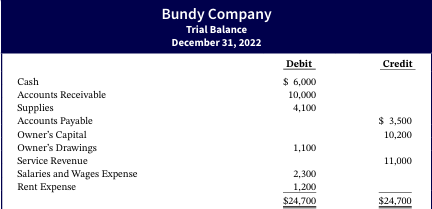 Bundy Company
Trial Balance
December 31, 2022
Debit Credit
Cash $ 6,000
Accounts Receivable 10,000
Supplies 4,100
Accounts Payable $ 3,500
Owner's Capital 10,200
Owner's Drawings 1,100
Service Revenue 11,000
Salaries and Wages Expense 2,300
Rent Expense 1,200
$24,700 $24,700